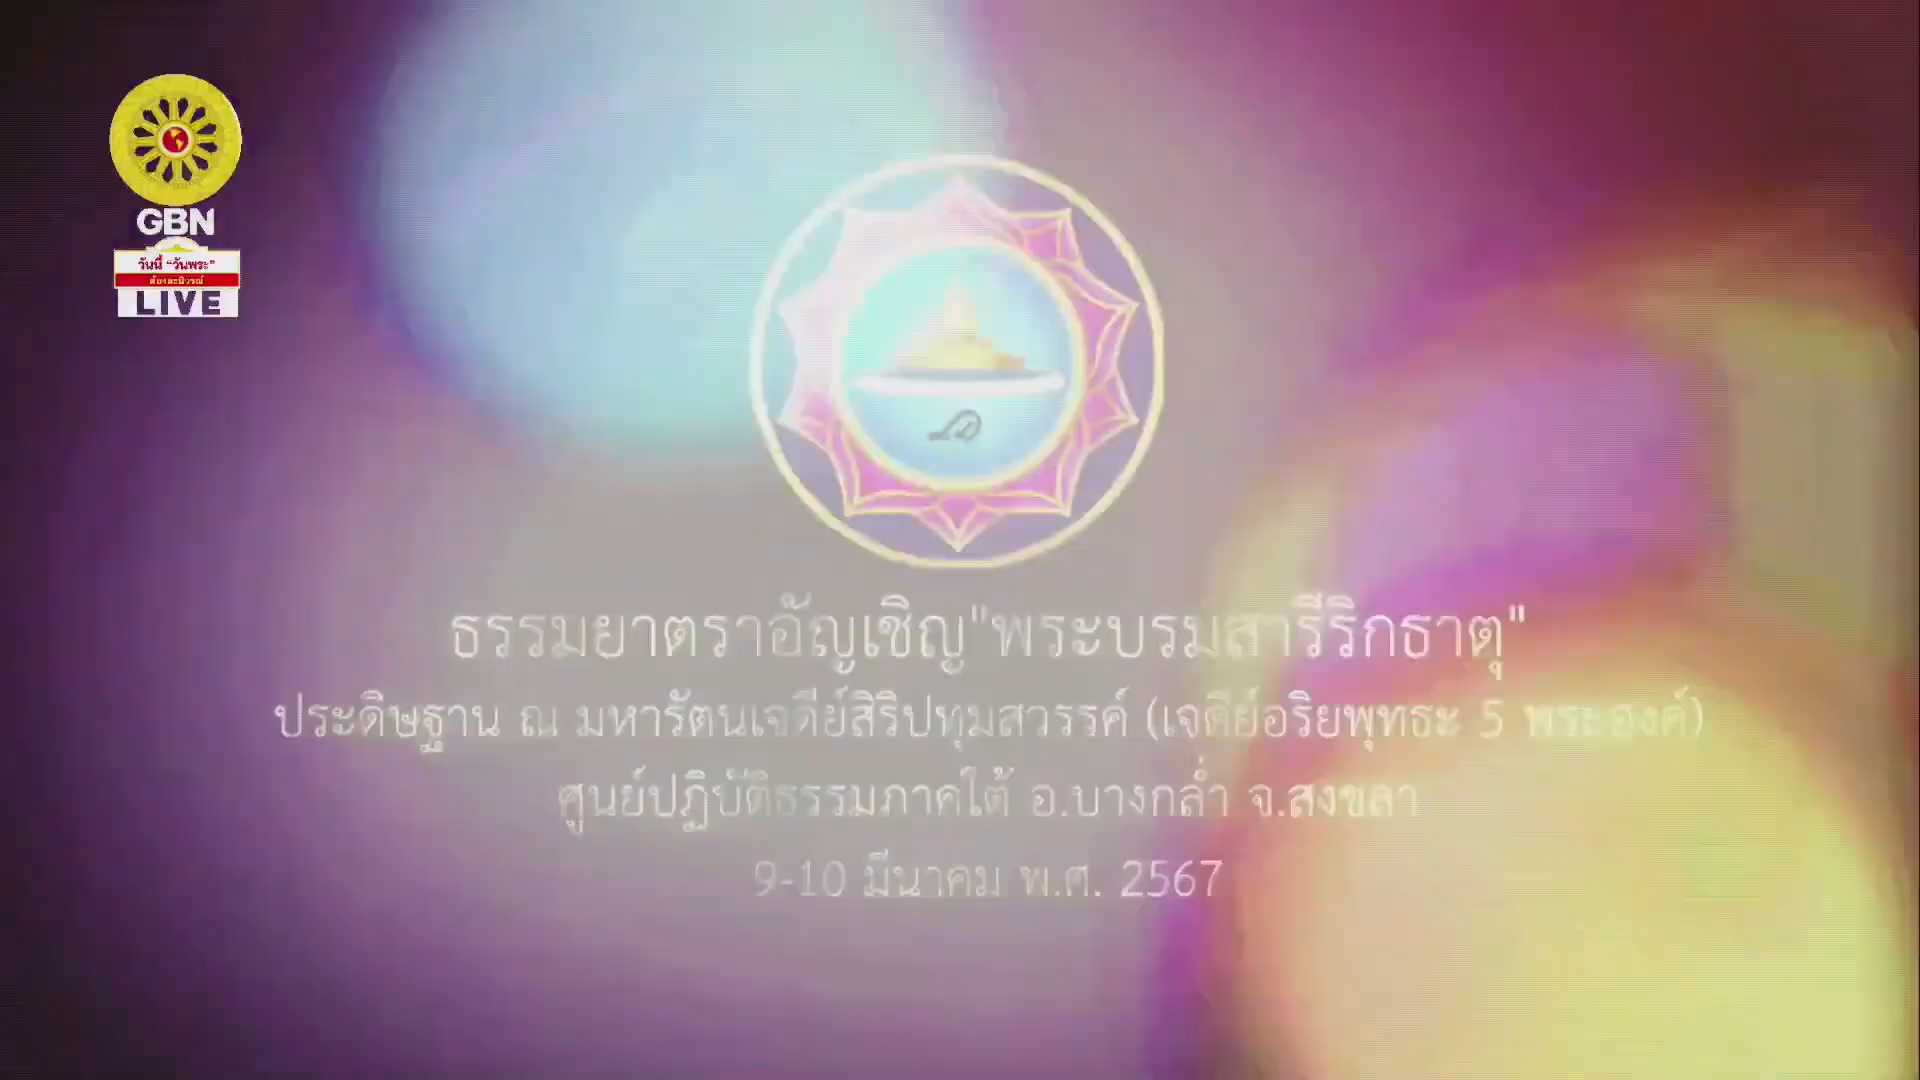 GBN
วันนี้ "วันพระ"
LIVE
ธรรมยาตราอัญเชิญ"พระบรมสารีริกธาตุ"
ประดิษฐาน ณ มหารัตนเจดีย์สิริปทุมสวรรค์ (เจดีย์อริยพุทธะ 5 พระองค์)
ศูนย์ปฏิบัติธรรมภาคใต้ อ.บางกล่ำ จ.สงขลา
9-10 มีนาคม พ.ศ. 2567